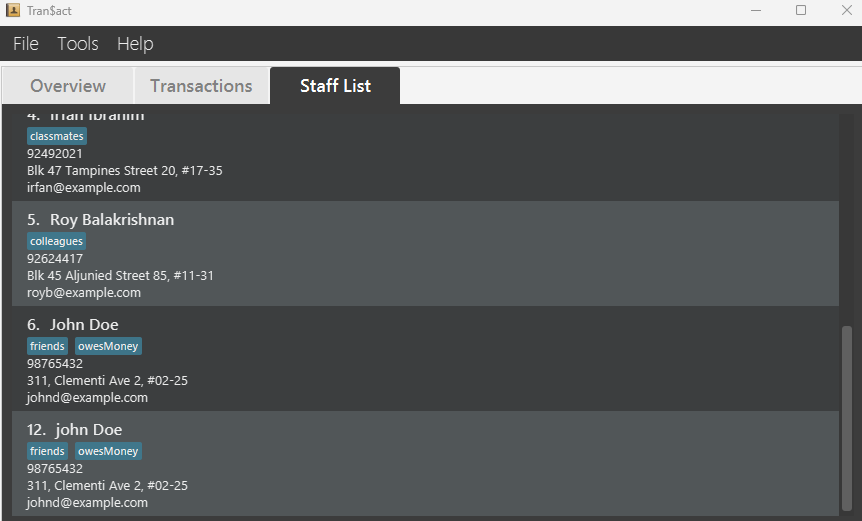 Tran$act
File Tools Help
Overview Transactions Staff List
4. Irfan Ibrahim
classmates
92492021
Blk 47 Tampines Street 20, #17-35
irfan@example.com
5. Roy Balakrishnan
colleagues
92624417
Blk 45 Aljunied Street 85, #11-31
royb@example.com
6. John Doe
friends owesMoney
98765432
311, Clementi Ave 2, #02-25
johnd@example.com
12. john Doe
friends owesMoney
98765432
311, Clementi Ave 2, #02-25
johnd@example.com